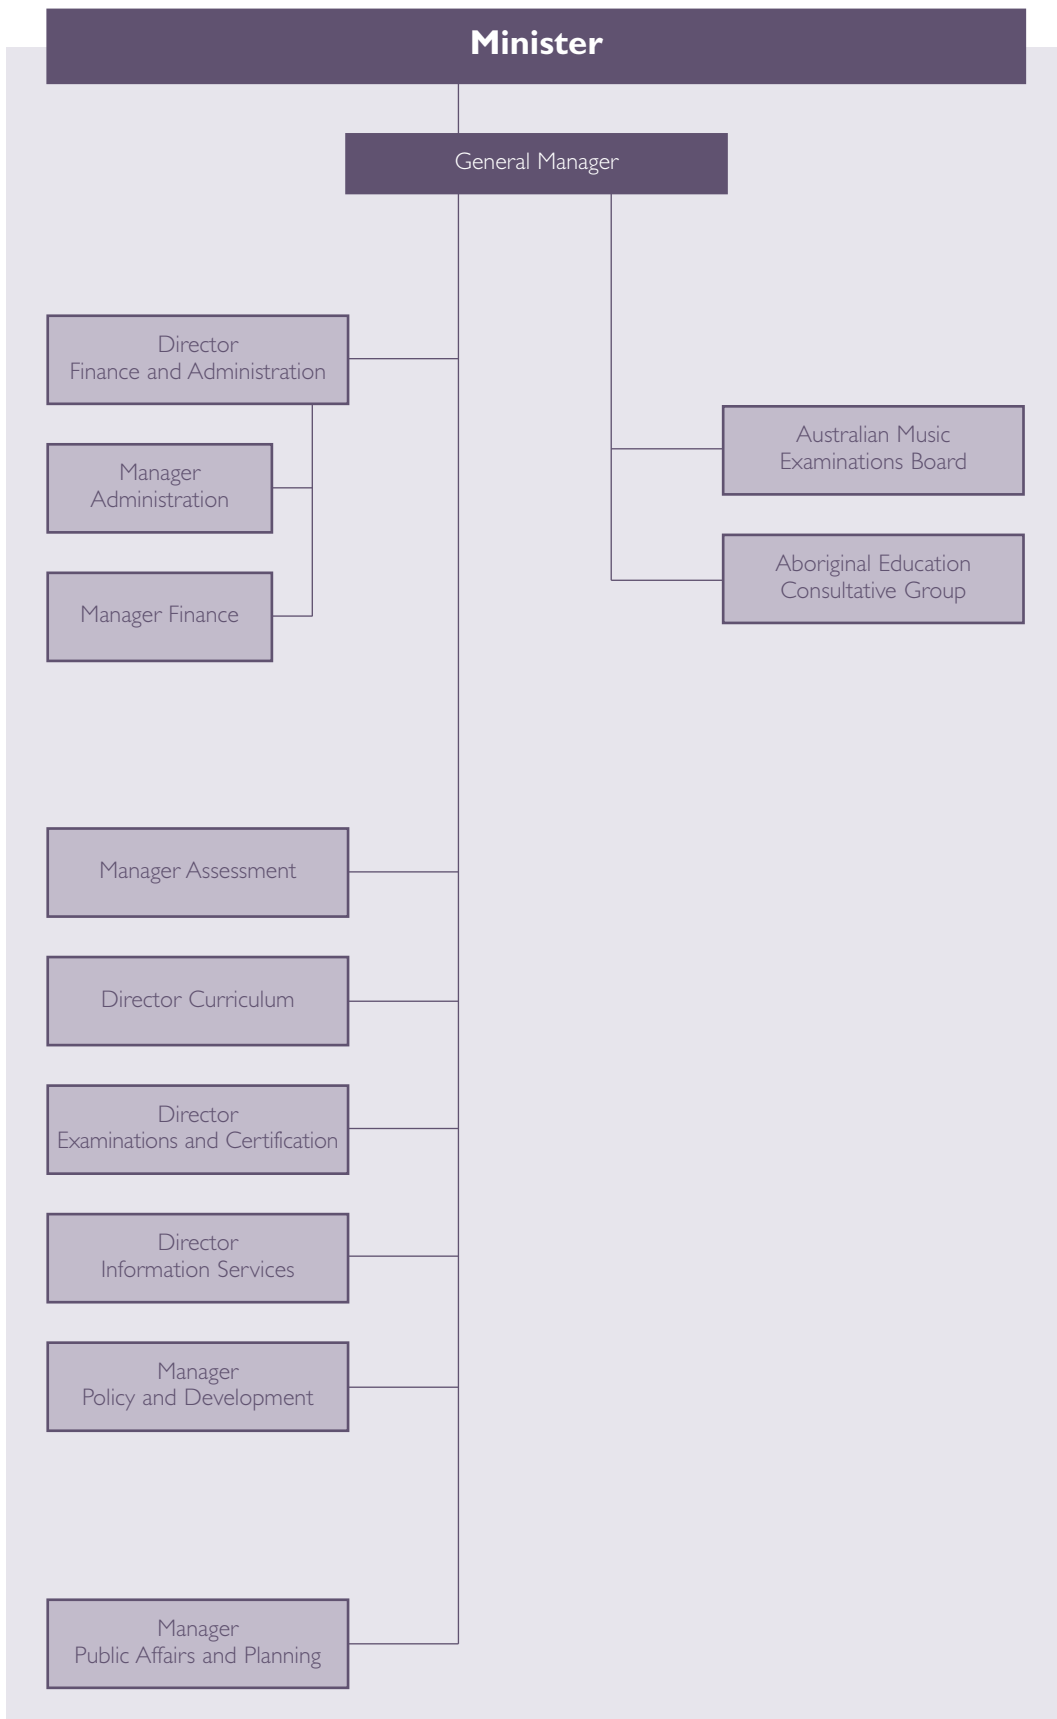 Minister
General Manager
Director
Finance and Administration
Manager
Administration
Manager Finance
Australian Music
Examinations Board
Aboriginal Education
Consultative Group
Manager Assessment
Director Curriculum
Director
Examinations and Certification
Director
Information Services
Manager
Policy and Development
Manager
Public Affairs and Planning